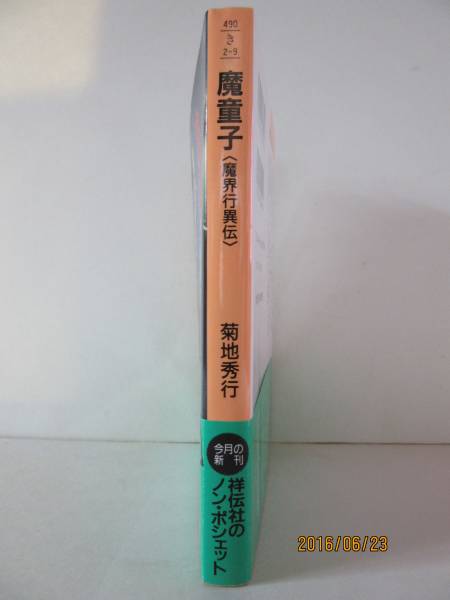 490
き
2-9
魔童子
〈魔界行異伝〉
菊地秀行
今月の
新刊
祥伝社の
ノン・ポシェット
2016/06/23